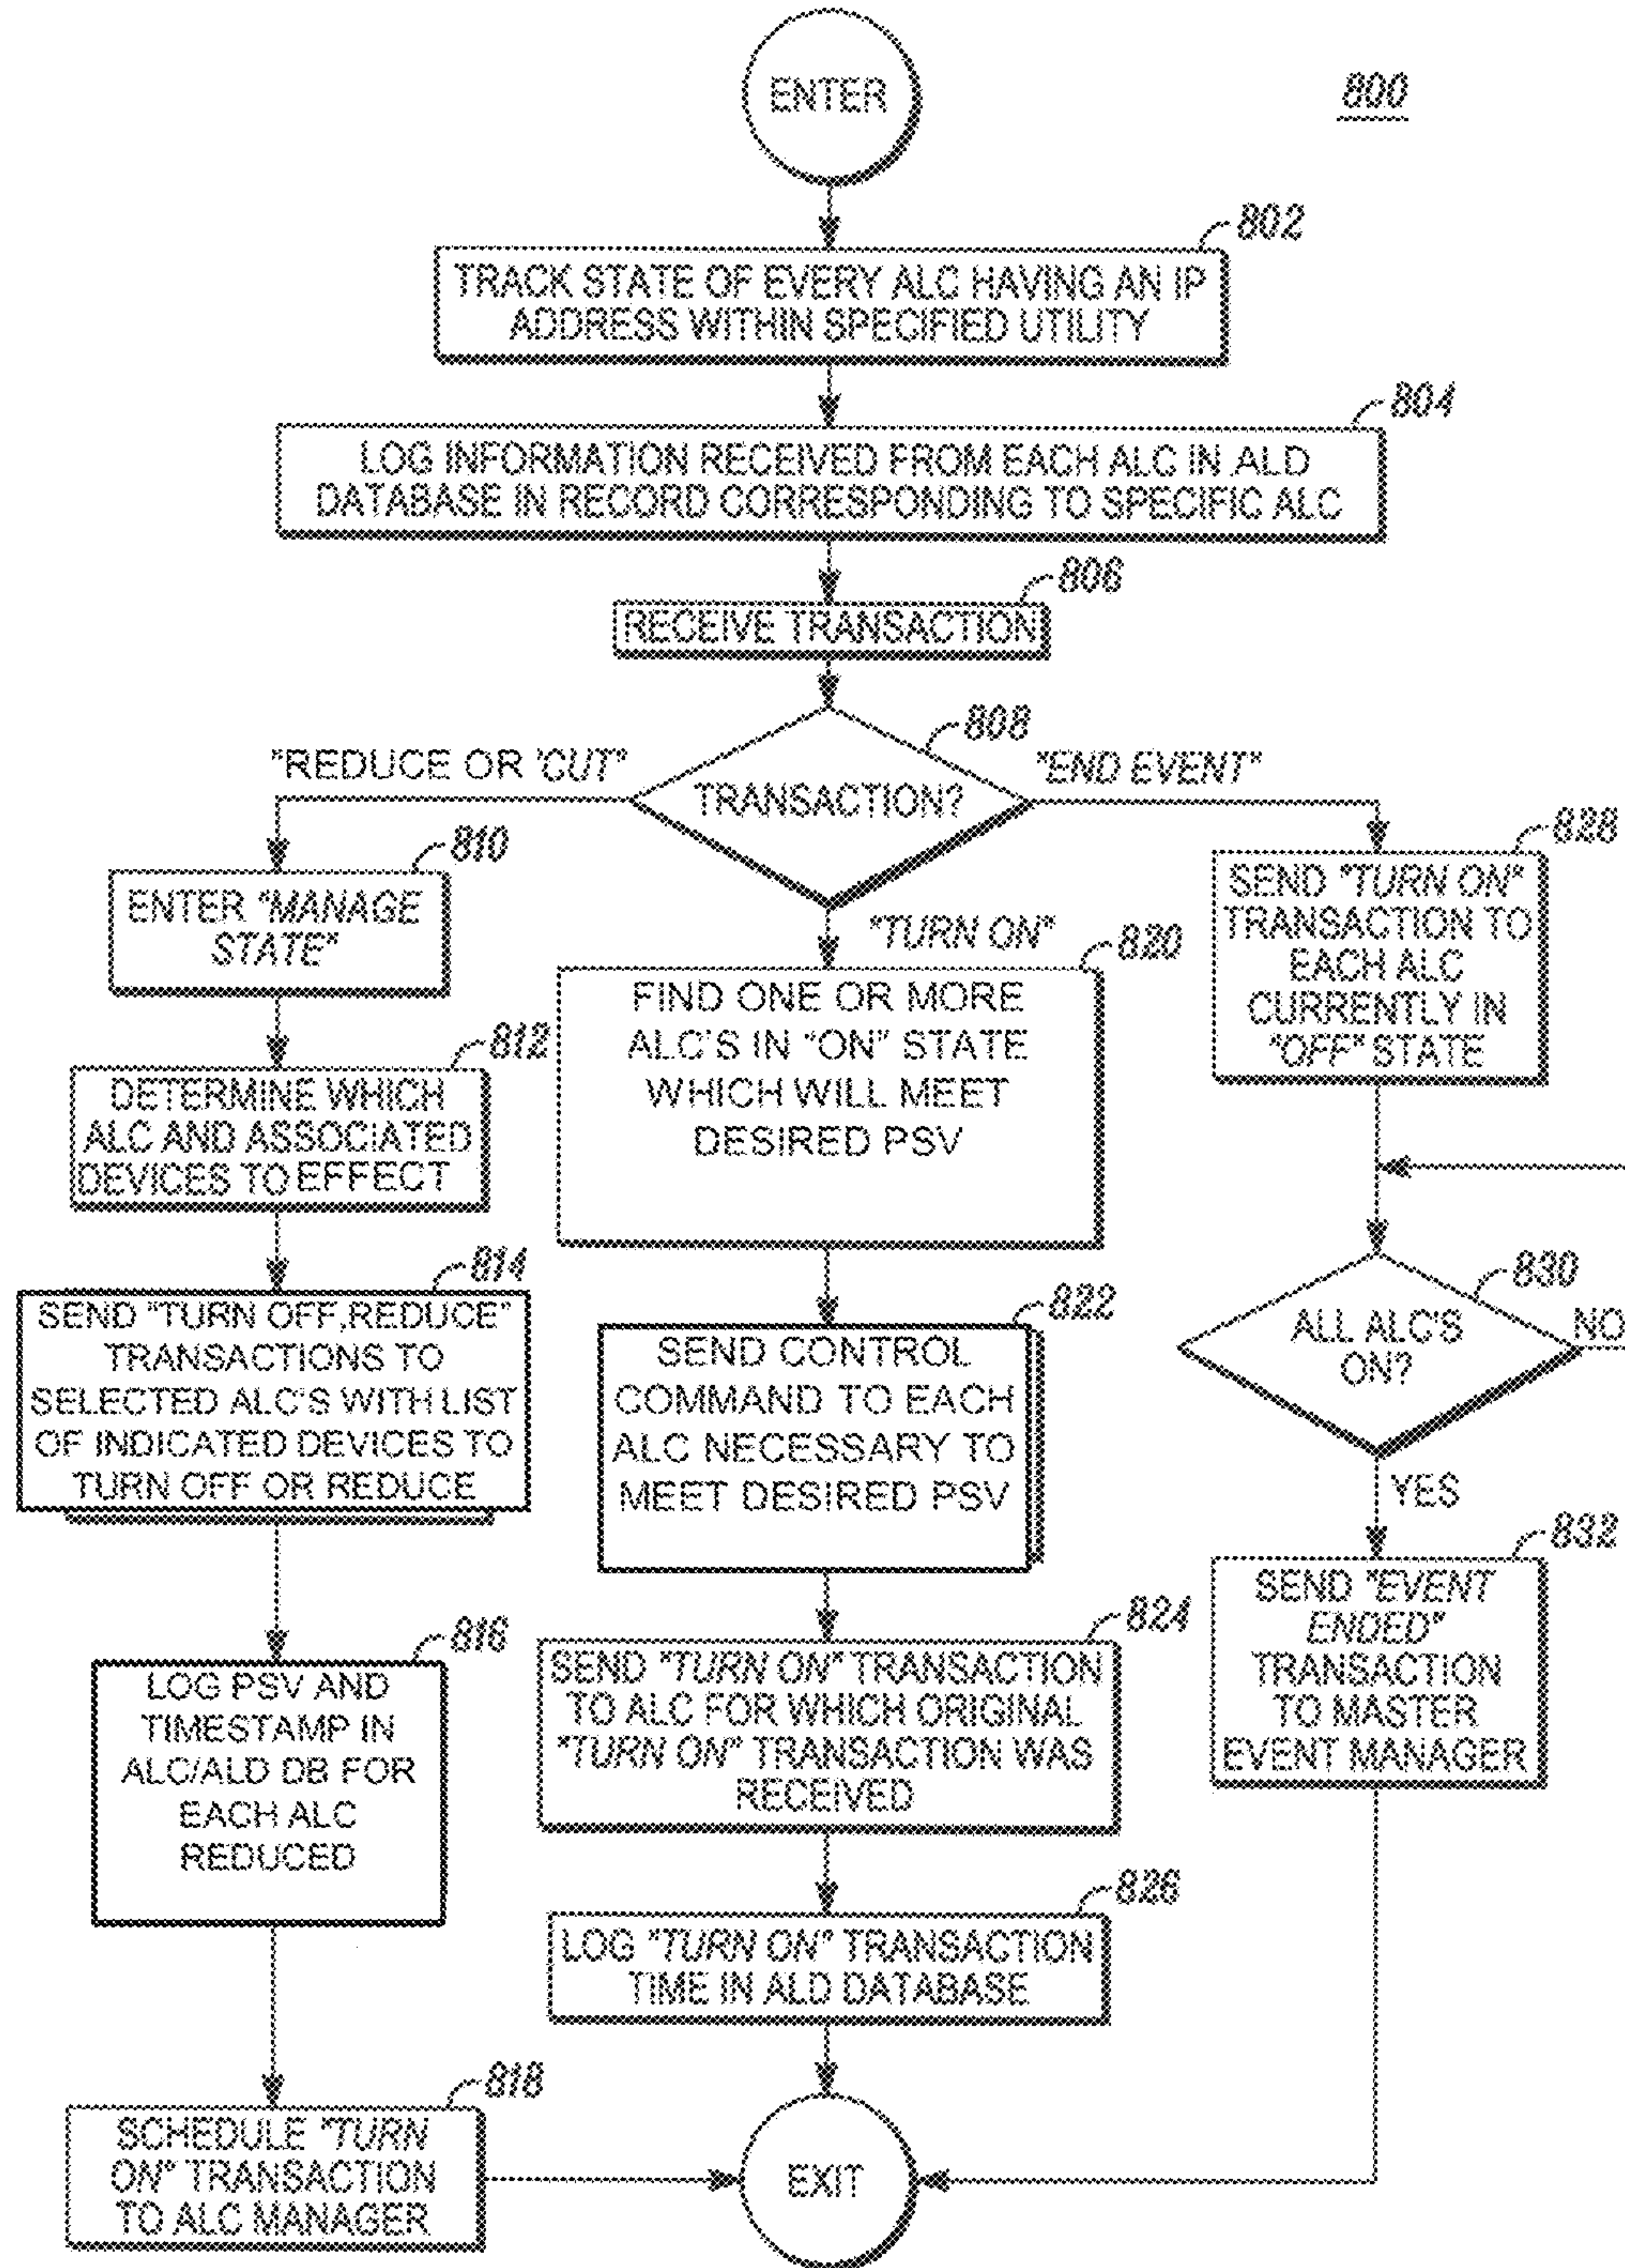 800
ENTER
802
TRACK STATE OF EVERY ALC HAVING AN IP
ADDRESS WITHIN SPECIFIED UTILITY
804
LOG INFORMATION RECEIVED FROM EACH ALC IN ALD
DATABASE IN RECORD CORRESPONDING TO SPECIFIC ALC
806
RECEIVE TRANSACTION
808
TRANSACTION?
"REDUCE OR 'CUT"
810
ENTER "MANAGE
STATE"
812
DETERMINE WHICH
ALC AND ASSOCIATED
DEVICES TO EFFECT
814
SEND "TURN OFF,REDUCE"
TRANSACTIONS TO
SELECTED ALC'S WITH LIST
OF INDICATED DEVICES TO
TURN OFF OR REDUCE
816
LOG PSV AND
TIMESTAMP IN
ALC/ALD DB FOR
EACH ALC
REDUCED
818
SCHEDULE "TURN
ON" TRANSACTION
TO ALC MANAGER
"TURN ON"
820
FIND ONE OR MORE
ALC'S IN "ON" STATE
WHICH WILL MEET
DESIRED PSV
822
SEND CONTROL
COMMAND TO EACH
ALC NECESSARY TO
MEET DESIRED PSV
824
SEND "TURN ON" TRANSACTION
TO ALC FOR WHICH ORIGINAL
"TURN ON" TRANSACTION WAS
RECEIVED
826
LOG "TURN ON" TRANSACTION
TIME IN ALD DATABASE
"END EVENT"
828
SEND "TURN ON"
TRANSACTION TO
EACH ALC
CURRENTLY IN
"OFF" STATE
830
ALL ALC'S
ON?
NO
YES
832
SEND "EVENT
ENDED"
TRANSACTION
TO MASTER
EVENT MANAGER
EXIT